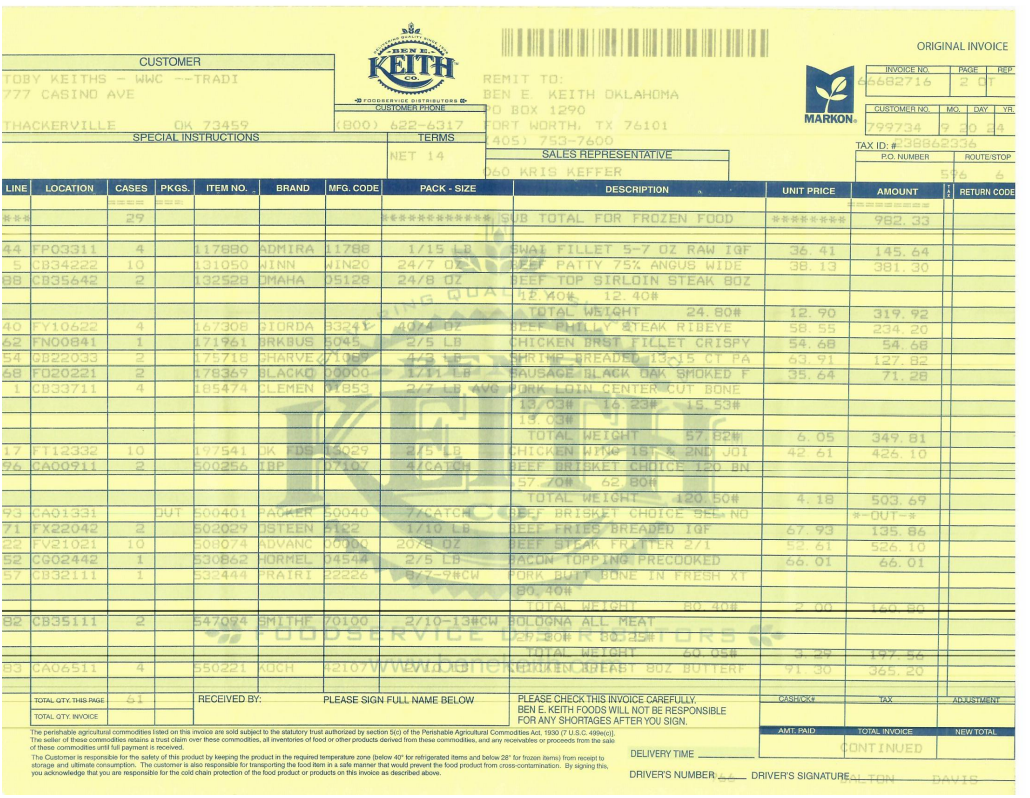 ORIGINAL INVOICE
DELIVERING QUALITY SINCE 1906
BEN E.
KEITH
CO.
FOODSERVICE DISTRIBUTORS
MARKON®
INVOICE NO. PAGE REP
66682716 2 OT
CUSTOMER
TOBY KEITHS - WWC --TRADI
777 CASINO AVE
THACKERVILLE OK 73459
CUSTOMER PHONE
(800) 622-6317
REMIT TO:
BEN E. KEITH OKLAHOMA
PO BOX 1290
FORT WORTH, TX 76101
(405) 753-7600
CUSTOMER NO. MO. DAY YR.
799734 9 20 24
TAX ID: # 238862336
SPECIAL INSTRUCTIONS
TERMS
NET 14
SALES REPRESENTATIVE
060 KRIS KEFFER
P.O. NUMBER ROUTE/STOP
596 6
LINE LOCATION CASES PKGS. ITEM NO. BRAND MFG. CODE PACK - SIZE DESCRIPTION UNIT PRICE AMOUNT TAX RETURN CODE
==== === =========
*** 29 *********** SUB TOTAL FOR FROZEN FOOD ******** 982.33
44 FP03311 4 117880 ADMIRA 11788 1/15 LB SWAI FILLET 5-7 OZ RAW IQF 36.41 145.64
5 CB34222 10 131050 WINN WIN20 24/7 OZ BEEF PATTY 75% ANGUS WIDE 38.13 381.30
88 CB35642 2 132528 OMAHA 05128 24/8 OZ BEEF TOP SIRLOIN STEAK 8OZ
12.40# 12.40#
TOTAL WEIGHT 24.80# 12.90 319.92
40 FY10622 4 167308 GIORDA 83241 40/4 OZ BEEF PHILLY STEAK RIBEYE 58.55 234.20
62 FN00841 1 171961 BRKBUS 5045 2/5 LB CHICKEN BRST FILLET CRISPY 54.68 54.68
54 GB22033 2 175718 GHARVE 71089 4/3 LB SHRIMP BREADED 13-15 CT PA 63.91 127.82
68 FO20221 2 178369 BLACKO 00000 1/11 LB SAUSAGE BLACK OAK SMOKED F 35.64 71.28
1 CB33711 4 185474 CLEMEN 01853 2/7 LB AVG PORK LOIN CENTER CUT BONE
13.03# 16.23# 15.53#
13.03#
TOTAL WEIGHT 57.82# 6.05 349.81
17 FT12332 10 197541 OK FDS 15029 2/5 LB CHICKEN WING 1ST & 2ND JOI 42.61 426.10
96 CA00911 2 500256 IBP 07107 4/CATCH BEEF BRISKET CHOICE 120 BN
57.70# 62.80#
TOTAL WEIGHT 120.50# 4.18 503.69
93 CA01331 OUT 500401 PACKER 50040 7/CATCH BEEF BRISKET CHOICE SEL NO *-OUT-*
71 FX22042 2 502029 OSTEEN 5122 1/10 LB BEEF FRIES BREADED IQF 67.93 135.86
22 FV21021 10 508074 ADVANC 00000 20/8 OZ BEEF STEAK FRITTER 2/1 52.61 526.10
52 CG02442 1 530862 HORMEL 04544 2/5 LB BACON TOPPING PRECOOKED 66.01 66.01
57 CB32111 1 532444 PRAIRI 22226 8/7-9#CW PORK BUTT BONE IN FRESH XT
80.40#
TOTAL WEIGHT 80.40# 2.00 160.80
82 CB35111 2 547094 SMITHF 70100 2/10-13#CW BOLOGNA ALL MEAT
29.80# 30.25#
TOTAL WEIGHT 60.05# 3.29 197.56
83 CA06511 4 550221 KOCH 42107 CHICKEN BREAST 8OZ BUTTERF 91.30 365.20
KEITH
CO
FOODSERVICE DISTRIBUTORS
www.benekeith.com
TOTAL QTY. THIS PAGE 61
TOTAL QTY. INVOICE
RECEIVED BY: PLEASE SIGN FULL NAME BELOW
PLEASE CHECK THIS INVOICE CAREFULLY.
BEN E. KEITH FOODS WILL NOT BE RESPONSIBLE
FOR ANY SHORTAGES AFTER YOU SIGN.
CASH/CK# TAX ADJUSTMENT
AMT. PAID TOTAL INVOICE NEW TOTAL
CONTINUED
The perishable agricultural commodities listed on this invoice are sold subject to the statutory trust authorized by section 5(c) of the Perishable Agricultural Commodities Act, 1930 (7 U.S.C. 499e(c)).
The seller of these commodities retains a trust claim over these commodities, all inventories of food or other products derived from these commodities, and any receivables or proceeds from the sale
of these commodities until full payment is received.
The Customer is responsible for the safety of this product by keeping the product in the required temperature zone (below 40° for refrigerated items and below 28° for frozen items) from receipt to
storage and ultimate consumption. The customer is also responsible for transporting the food item in a safe manner that would prevent the food product from cross-contamination. By signing this,
you acknowledge that you are responsible for the cold chain protection of the food product or products on this invoice as described above.
DELIVERY TIME
DRIVER'S NUMBER 766 DRIVER'S SIGNATURE DALTON DAVIS